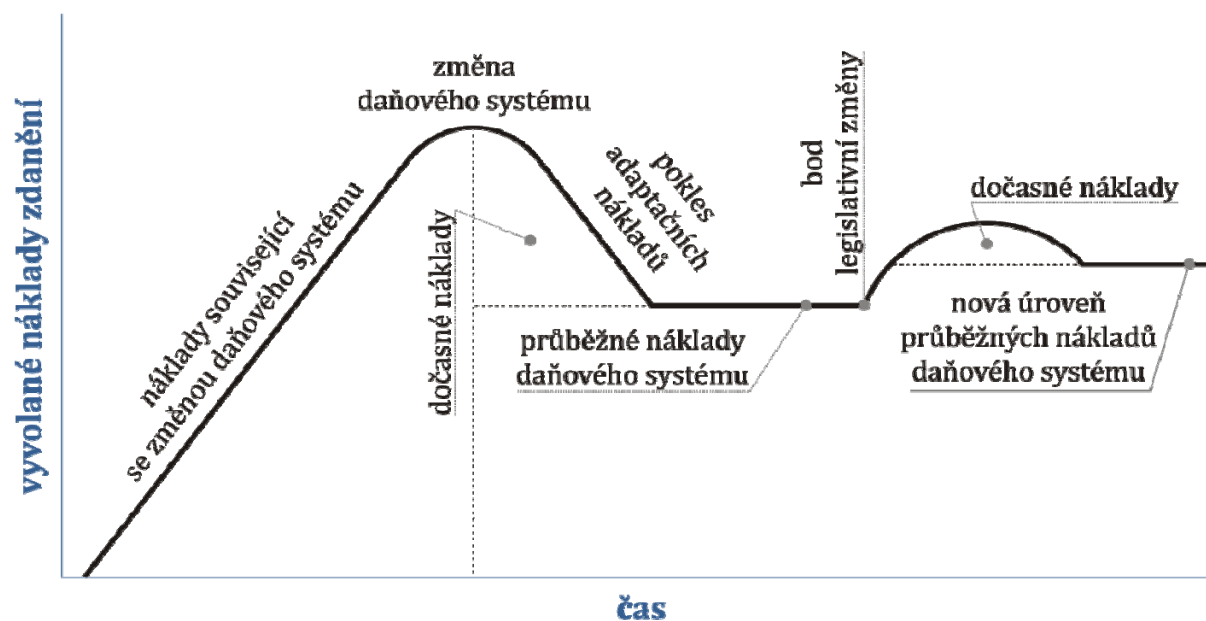 vyvolané náklady zdanění
náklady související
se změnou daňového systému
změna
daňového systému
dočasné náklady
pokles
adaptačních
nákladů
průběžné náklady
daňového systému
bod
legislativní změny
dočasné náklady
nová úroveň
průběžných nákladů
daňového systému
čas